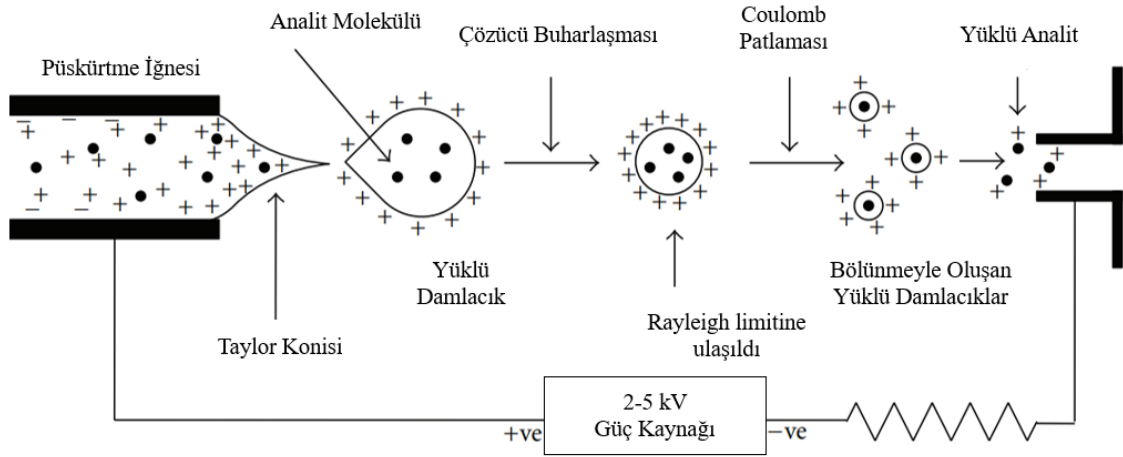 Analit Molekülü
Püskürtme İğnesi
Çözücü Buharlaşması
Coulomb
Patlaması
Yüklü Analit
Taylor Konisi
Yüklü
Damlacık
Rayleigh limitine
ulaşıldı
Bölünmeyle Oluşan
Yüklü Damlacıklar
+ve
2-5 kV
Güç Kaynağı
−ve